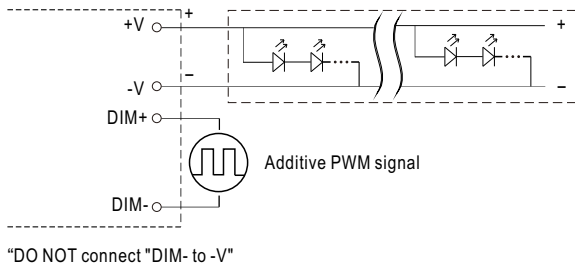 +V
+
+
-V
–
–
DIM+
Additive PWM signal
DIM-
“DO NOT connect "DIM- to -V"